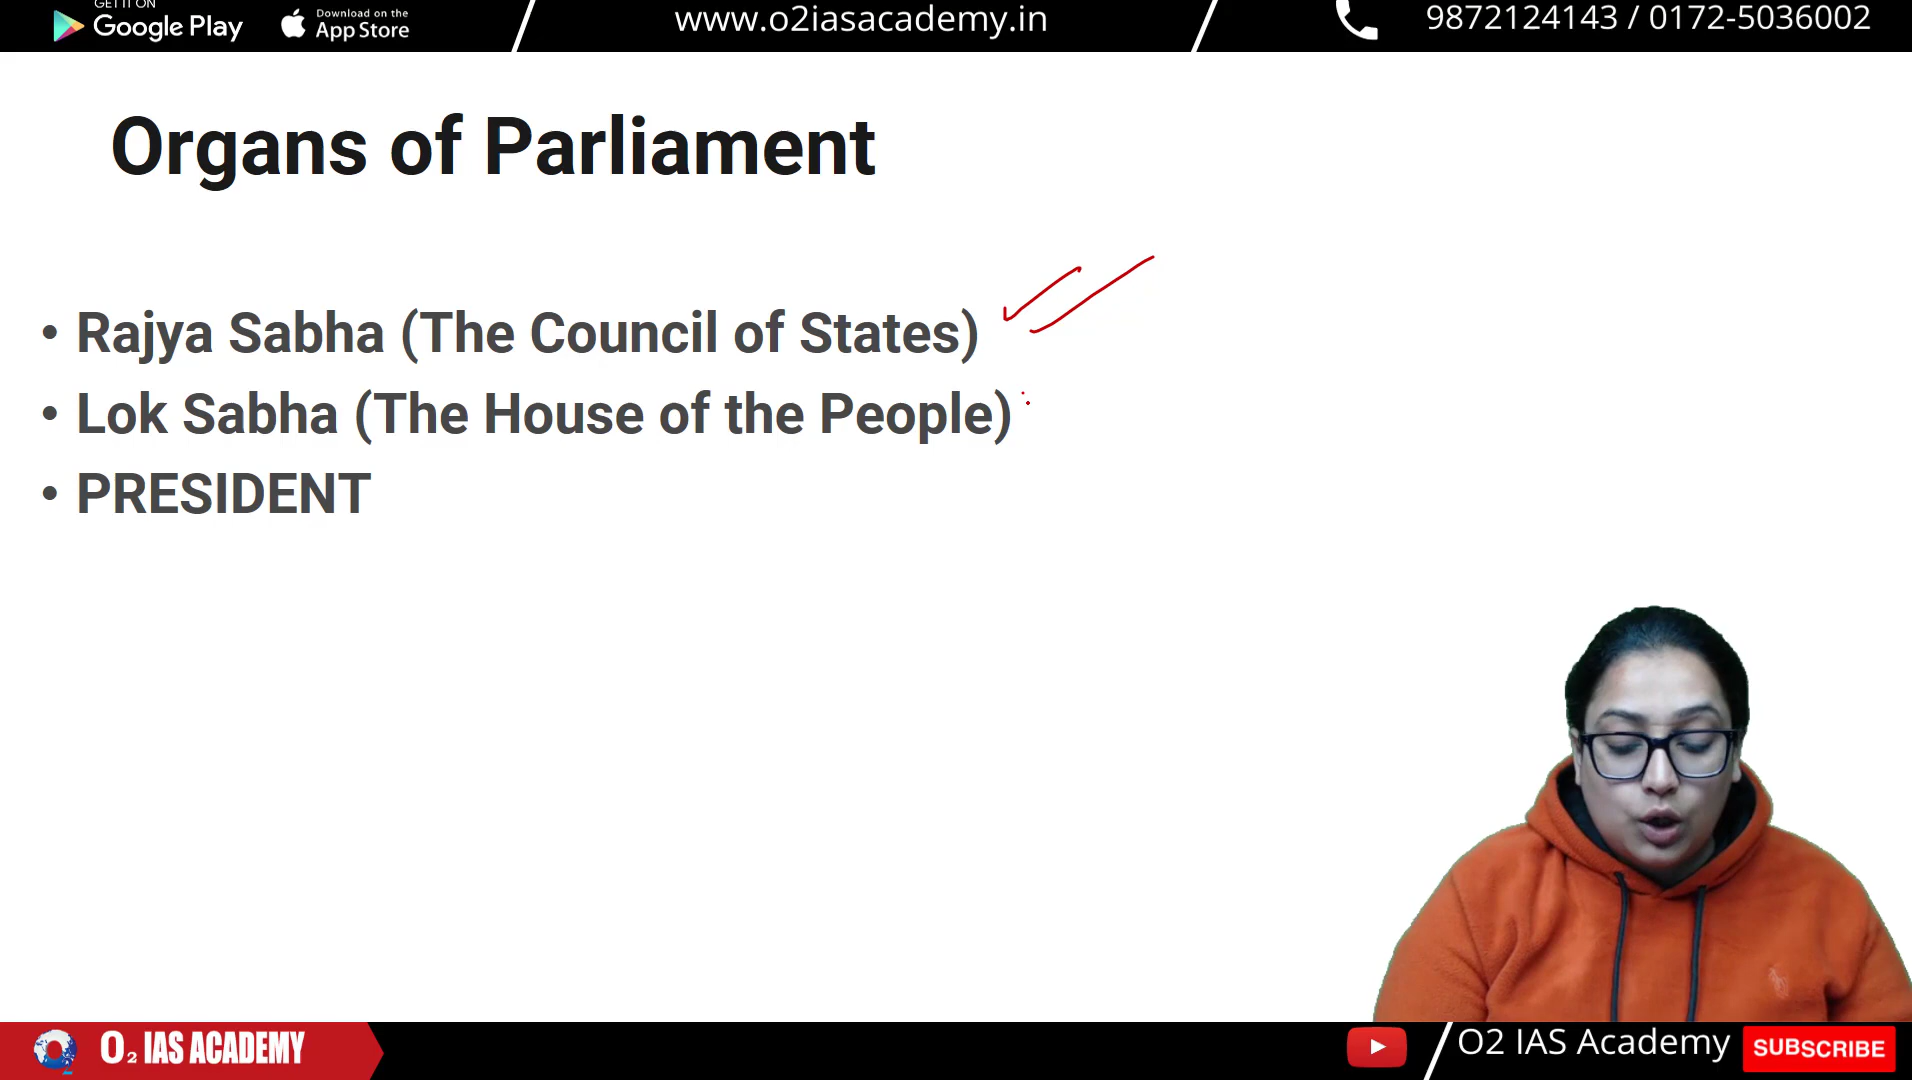 GET IT ON
Google Play
Download on the
App Store
www.o2iasacademy.in
9872124143 / 0172-5036002
Organs of Parliament
• Rajya Sabha (The Council of States)
• Lok Sabha (The House of the People)
• PRESIDENT
O2 IAS ACADEMY
O2 IAS Academy
SUBSCRIBE